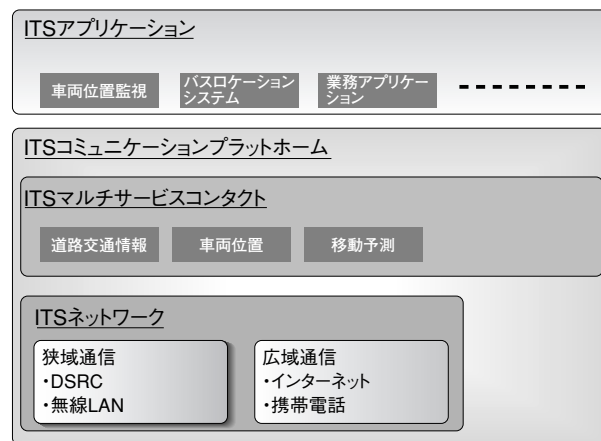 ITSアプリケーション
車両位置監視
バスロケーション
システム
業務アプリケー
ション
ITSコミュニケーションプラットホーム
ITSマルチサービスコンタクト
道路交通情報
車両位置
移動予測
ITSネットワーク
狭域通信
・DSRC
・無線LAN
広域通信
・インターネット
・携帯電話